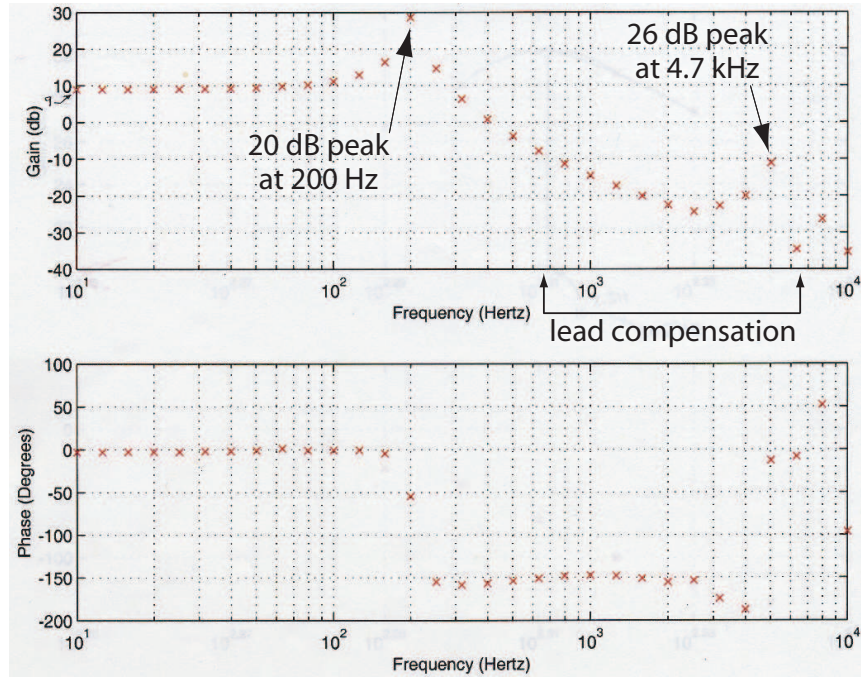 30
20
10
0
-10
-20
-30
-40
Gain (db)
9
20 dB peak
at 200 Hz
26 dB peak
at 4.7 kHz
10^1
10^2
10^3
10^4
Frequency (Hertz)
lead compensation
100
50
0
-50
-100
-150
-200
Phase (Degrees)
10^1
10^2
10^3
10^4
Frequency (Hertz)